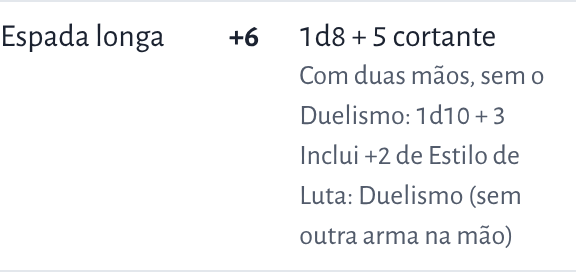 Espada longa +6 1d8 + 5 cortante
Com duas mãos, sem o
Duelismo: 1d10 + 3
Inclui +2 de Estilo de
Luta: Duelismo (sem
outra arma na mão)